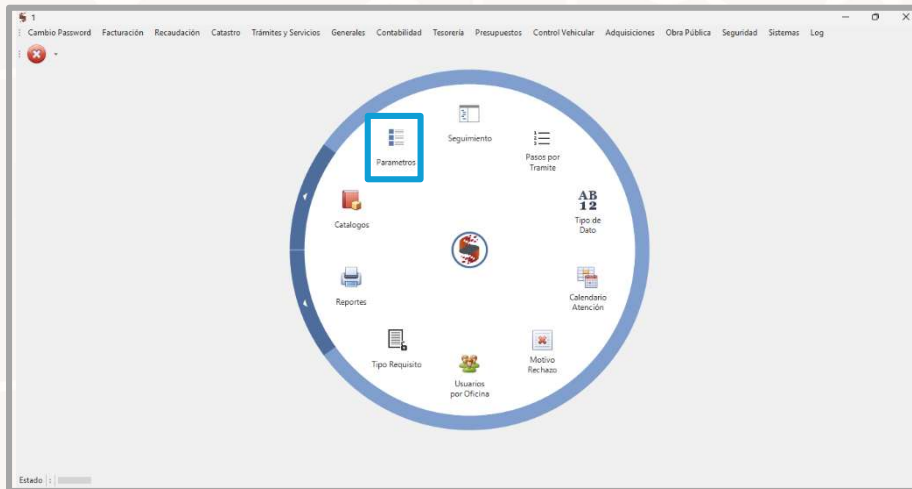 1
Cambio Password Facturación Recaudación Catastro Trámites y Servicios Generales Contabilidad Tesorería Presupuestos Control Vehicular Adquisiciones Obra Pública Seguridad Sistemas Log
Seguimiento
Parametros
Pasos por
Tramite
Catalogos
AB
12
Tipo de
Dato
Reportes
Calendario
Atención
Tipo Requisito
Motivo
Rechazo
Usuarios
por Oficina
Estado :